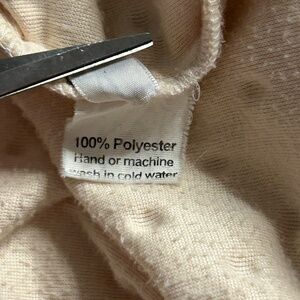 100% Polyester
Hand or machine
wash in cold water